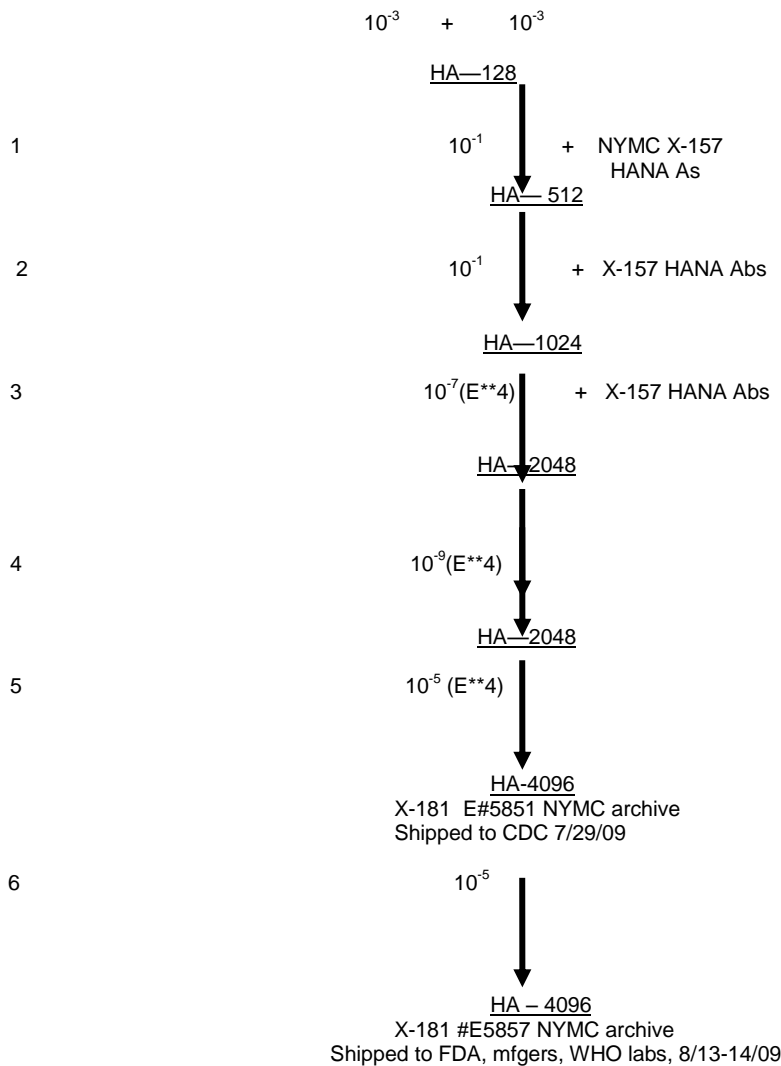 10-3 + 10-3
HA—128
1 10-1 + NYMC X-157
HANA As
HA— 512
2 10-1 + X-157 HANA Abs
HA—1024
3 10-7(E**4) + X-157 HANA Abs
HA—2048
4 10-9(E**4)
HA—2048
5 10-5 (E**4)
HA-4096
X-181 E#5851 NYMC archive
Shipped to CDC 7/29/09
6 10-5
HA – 4096
X-181 #E5857 NYMC archive
Shipped to FDA, mfgers, WHO labs, 8/13-14/09